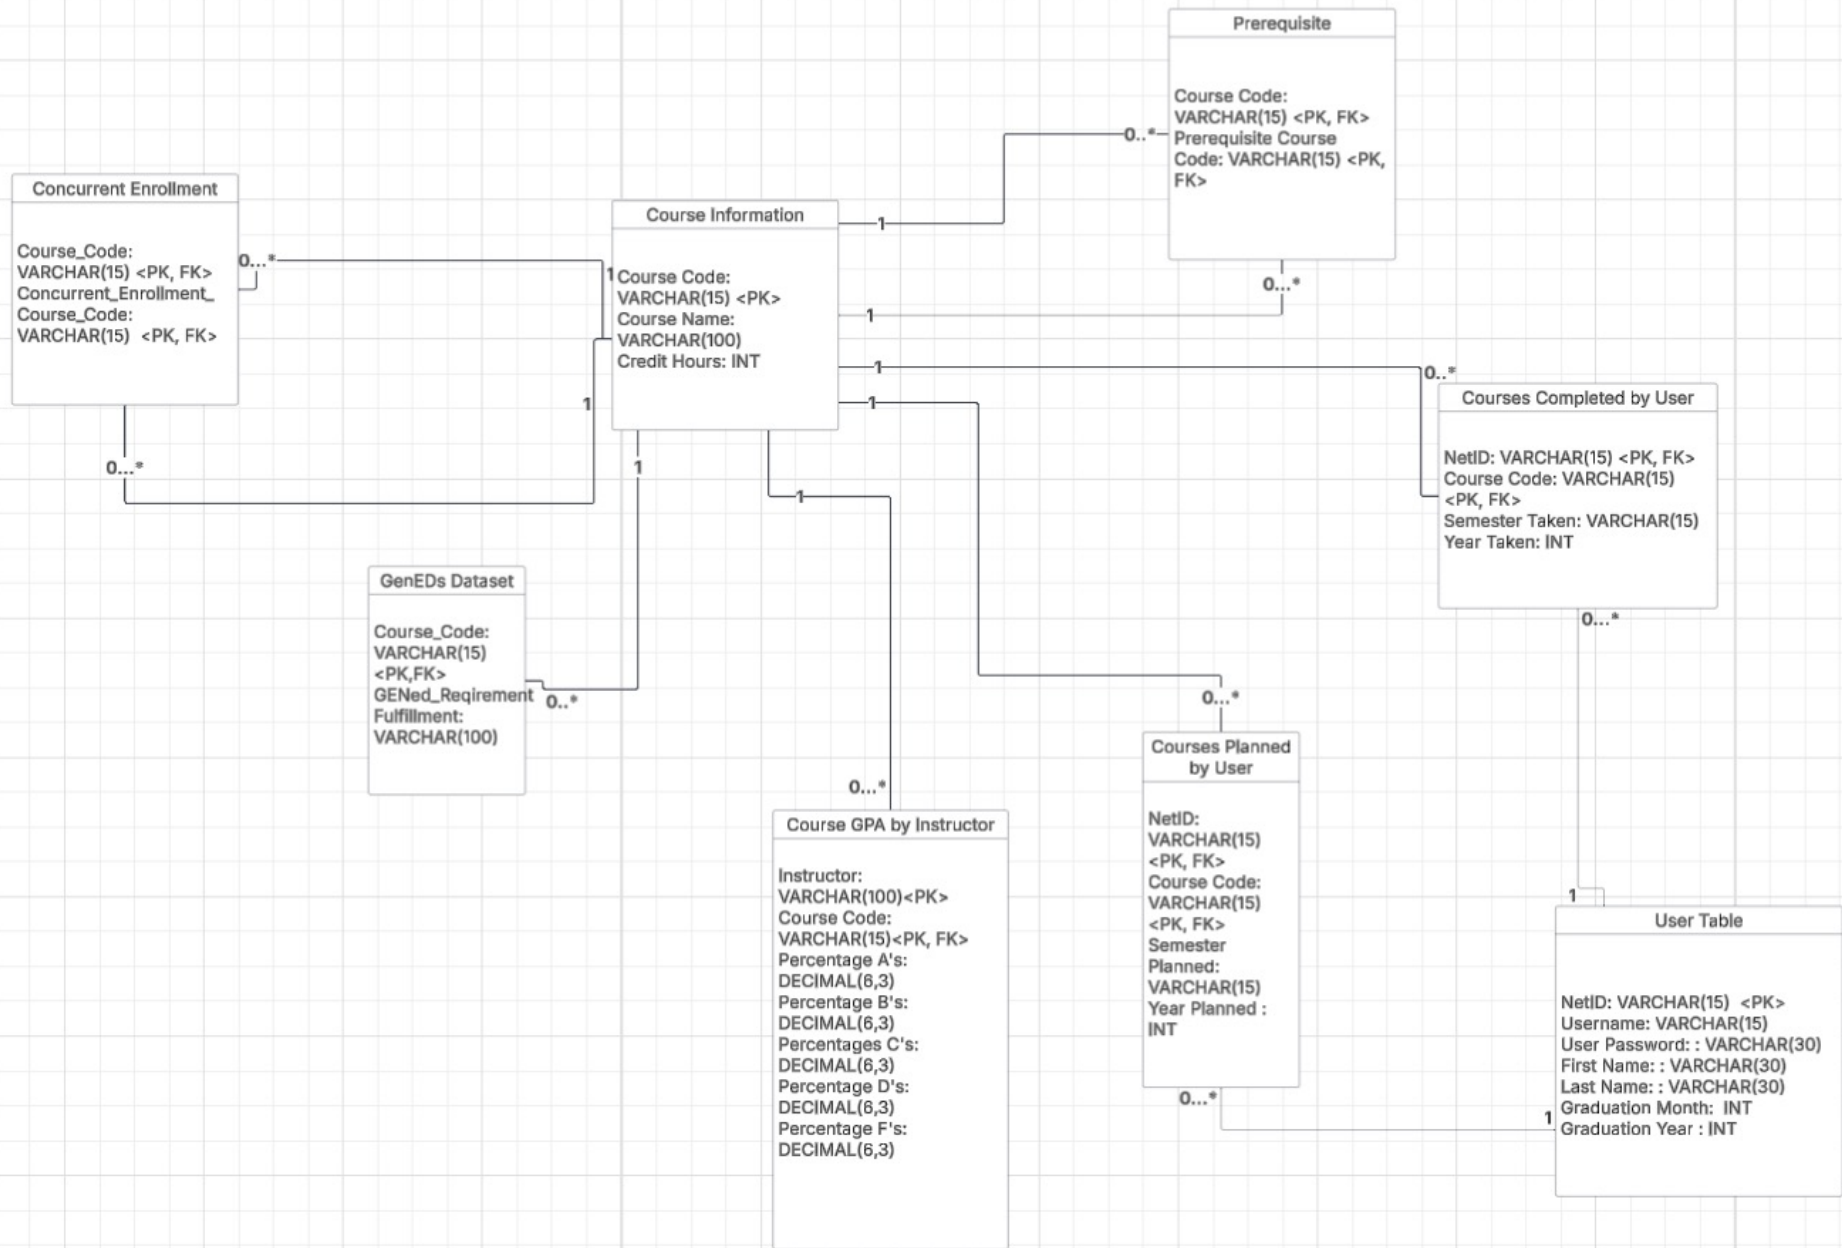 Prerequisite
Course Code:
VARCHAR(15) <PK, FK>
Prerequisite Course
Code: VARCHAR(15) <PK,
FK>
0..*
1
0...*
1
Concurrent Enrollment
Course_Code:
VARCHAR(15) <PK, FK>
Concurrent_Enrollment_
Course_Code:
VARCHAR(15) <PK, FK>
0...*
1
0...*
1
Course Information
Course Code:
VARCHAR(15) <PK>
Course Name:
VARCHAR(100)
Credit Hours: INT
1
0..*
1
1
1
Courses Completed by User
NetID: VARCHAR(15) <PK, FK>
Course Code: VARCHAR(15)
<PK, FK>
Semester Taken: VARCHAR(15)
Year Taken: INT
0...*
1
GenEDs Dataset
Course_Code:
VARCHAR(15)
<PK,FK>
GENed_Reqirement
Fulfillment:
VARCHAR(100)
0..*
0...*
Course GPA by Instructor
Instructor:
VARCHAR(100)<PK>
Course Code:
VARCHAR(15)<PK, FK>
Percentage A's:
DECIMAL(6,3)
Percentage B's:
DECIMAL(6,3)
Percentages C's:
DECIMAL(6,3)
Percentage D's:
DECIMAL(6,3)
Percentage F's:
DECIMAL(6,3)
0...*
Courses Planned
by User
NetID:
VARCHAR(15)
<PK, FK>
Course Code:
VARCHAR(15)
<PK, FK>
Semester
Planned:
VARCHAR(15)
Year Planned :
INT
0...*
1
User Table
NetID: VARCHAR(15) <PK>
Username: VARCHAR(15)
User Password: : VARCHAR(30)
First Name: : VARCHAR(30)
Last Name: : VARCHAR(30)
Graduation Month: INT
Graduation Year : INT